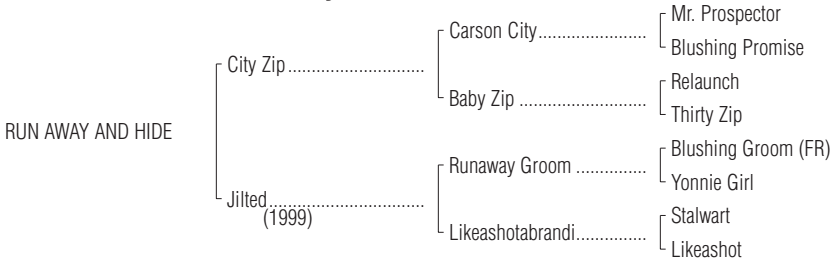 Mr. Prospector
Carson City
Blushing Promise
City Zip
Relaunch
Baby Zip
Thirty Zip
RUN AWAY AND HIDE
Blushing Groom (FR)
Runaway Groom
Yonnie Girl
Jilted
(1999)
Stalwart
Likeashotabrandi
Likeashot